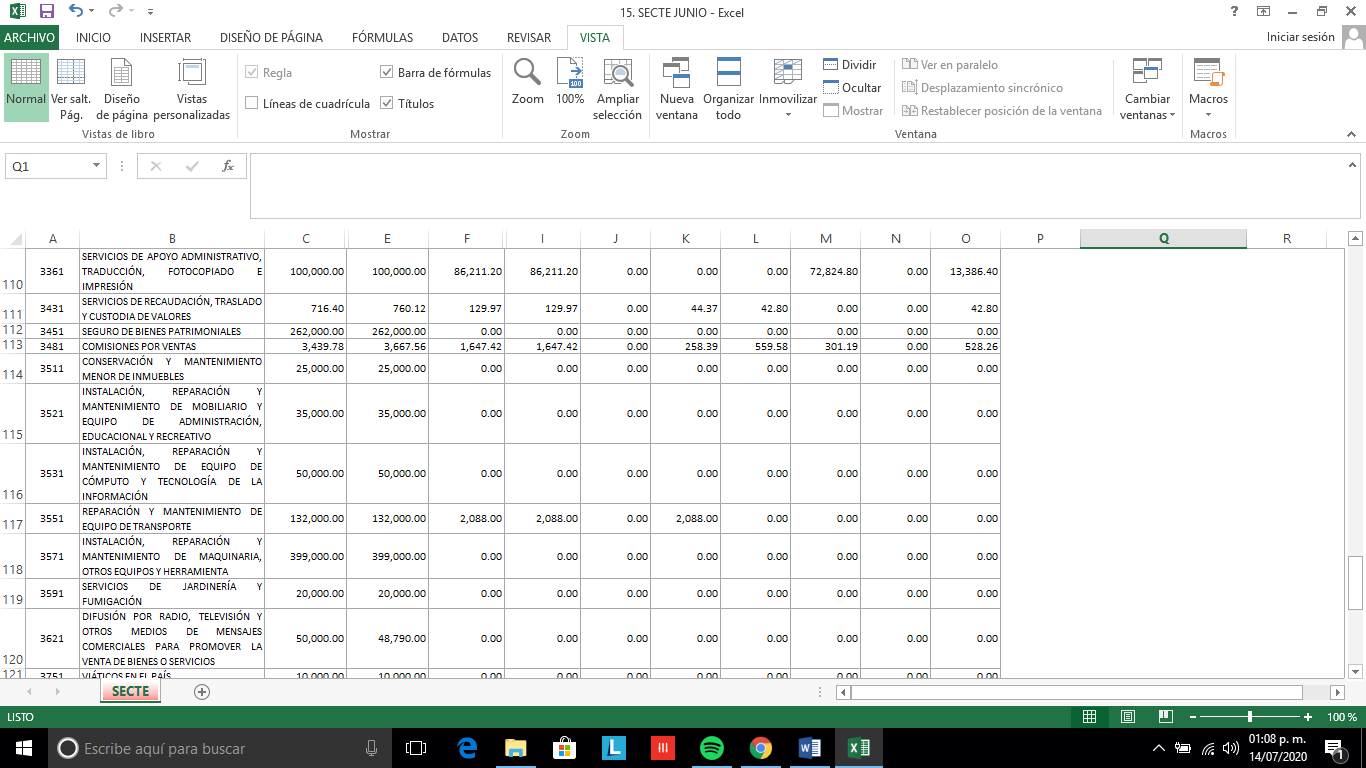 15. SECTE JUNIO - Excel
ARCHIVO INICIO INSERTAR DISEÑO DE PÁGINA FÓRMULAS DATOS REVISAR VISTA Iniciar sesión
Normal Ver salt. Pág. Diseño de página Vistas personalizadas
Vistas de libro
Regla Barra de fórmulas
Líneas de cuadrícula Títulos
Mostrar
Zoom 100% Ampliar selección
Zoom
Nueva ventana Organizar todo Inmovilizar
Dividir
Ocultar
Mostrar
Ver en paralelo
Desplazamiento sincrónico
Restablecer posición de la ventana
Cambiar ventanas
Ventana
Macros
Macros
Q1 fx
A B C E F I J K L M N O P Q R
110 3361 SERVICIOS DE APOYO ADMINISTRATIVO, TRADUCCIÓN, FOTOCOPIADO E IMPRESIÓN 100,000.00 100,000.00 86,211.20 86,211.20 0.00 0.00 0.00 72,824.80 0.00 13,386.40
111 3431 SERVICIOS DE RECAUDACIÓN, TRASLADO Y CUSTODIA DE VALORES 716.40 760.12 129.97 129.97 0.00 44.37 42.80 0.00 0.00 42.80
112 3451 SEGURO DE BIENES PATRIMONIALES 262,000.00 262,000.00 0.00 0.00 0.00 0.00 0.00 0.00 0.00 0.00
113 3481 COMISIONES POR VENTAS 3,439.78 3,667.56 1,647.42 1,647.42 0.00 258.39 559.58 301.19 0.00 528.26
114 3511 CONSERVACIÓN Y MANTENIMIENTO MENOR DE INMUEBLES 25,000.00 25,000.00 0.00 0.00 0.00 0.00 0.00 0.00 0.00 0.00
115 3521 INSTALACIÓN, REPARACIÓN Y MANTENIMIENTO DE MOBILIARIO Y EQUIPO DE ADMINISTRACIÓN, EDUCACIONAL Y RECREATIVO 35,000.00 35,000.00 0.00 0.00 0.00 0.00 0.00 0.00 0.00 0.00
116 3531 INSTALACIÓN, REPARACIÓN Y MANTENIMIENTO DE EQUIPO DE CÓMPUTO Y TECNOLOGÍA DE LA INFORMACIÓN 50,000.00 50,000.00 0.00 0.00 0.00 0.00 0.00 0.00 0.00 0.00
117 3551 REPARACIÓN Y MANTENIMIENTO DE EQUIPO DE TRANSPORTE 132,000.00 132,000.00 2,088.00 2,088.00 0.00 2,088.00 0.00 0.00 0.00 0.00
118 3571 INSTALACIÓN, REPARACIÓN Y MANTENIMIENTO DE MAQUINARIA, OTROS EQUIPOS Y HERRAMIENTA 399,000.00 399,000.00 0.00 0.00 0.00 0.00 0.00 0.00 0.00 0.00
119 3591 SERVICIOS DE JARDINERÍA Y FUMIGACIÓN 20,000.00 20,000.00 0.00 0.00 0.00 0.00 0.00 0.00 0.00 0.00
120 3621 DIFUSIÓN POR RADIO, TELEVISIÓN Y OTROS MEDIOS DE MENSAJES COMERCIALES PARA PROMOVER LA VENTA DE BIENES O SERVICIOS 50,000.00 48,790.00 0.00 0.00 0.00 0.00 0.00 0.00 0.00 0.00
121 3751 VIÁTICOS EN EL PAÍS 10,000.00 10,000.00 0.00 0.00 0.00 0.00 0.00 0.00 0.00 0.00
SECTE
LISTO 100 %
Escribe aquí para buscar
01:08 p. m.
14/07/2020
1